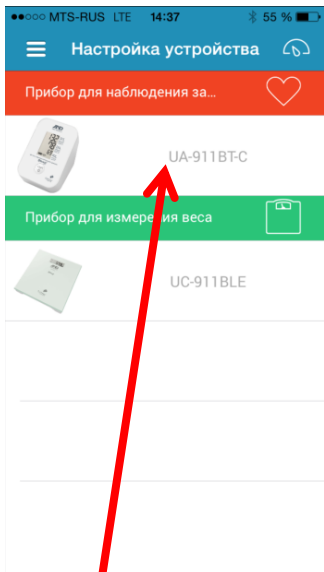 MTS-RUS LTE 14:37 55 %
Настройка устройства
Прибор для наблюдения за...
UA-911BT-C
Прибор для измерения веса
UC-911BLE